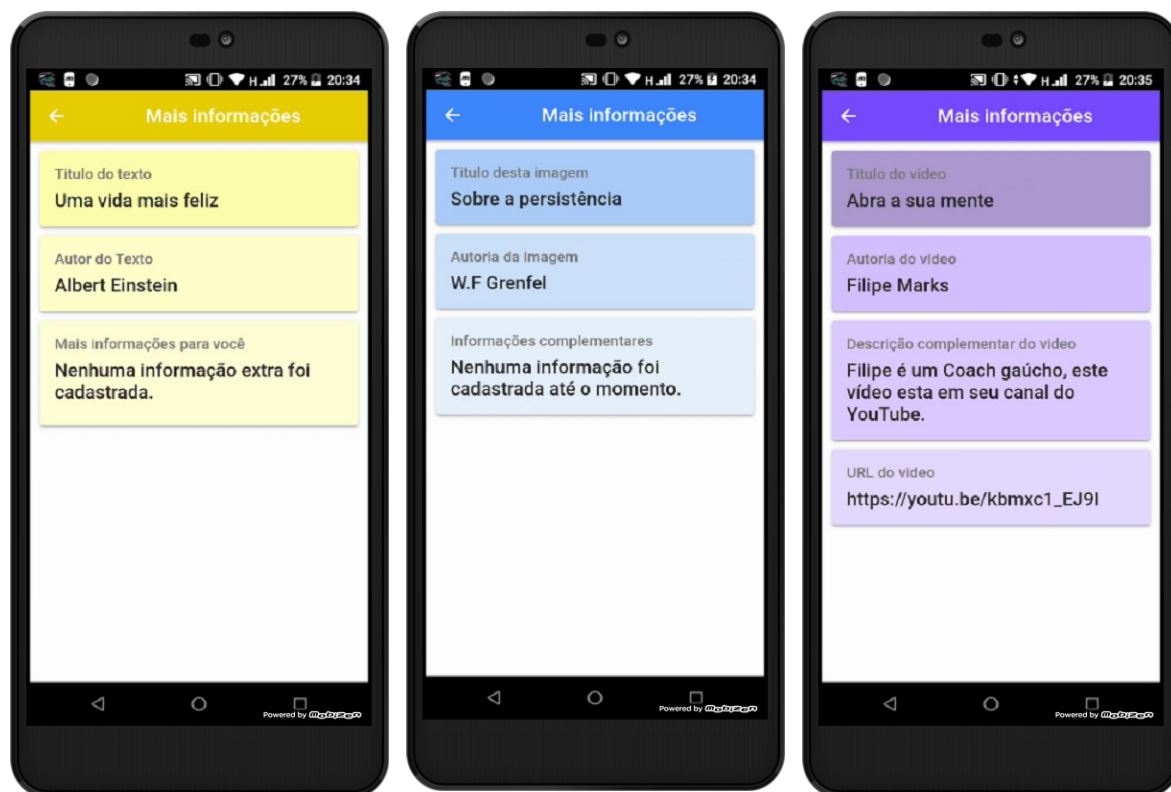 H 27% 20:34
Mais informações
Título do texto
Uma vida mais feliz
Autor do Texto
Albert Einstein
Mais informações para você
Nenhuma informação extra foi
cadastrada.
Powered by Mobizen
H 27% 20:34
Mais informações
Título desta imagem
Sobre a persistência
Autoria da imagem
W.F Grenfel
Informações complementares
Nenhuma informação foi
cadastrada até o momento.
Powered by Mobizen
H 27% 20:35
Mais informações
Título do video
Abra a sua mente
Autoria do video
Filipe Marks
Descrição complementar do video
Filipe é um Coach gaúcho, este
vídeo esta em seu canal do
YouTube.
URL do video
https://youtu.be/kbmxc1_EJ9I
Powered by Mobizen